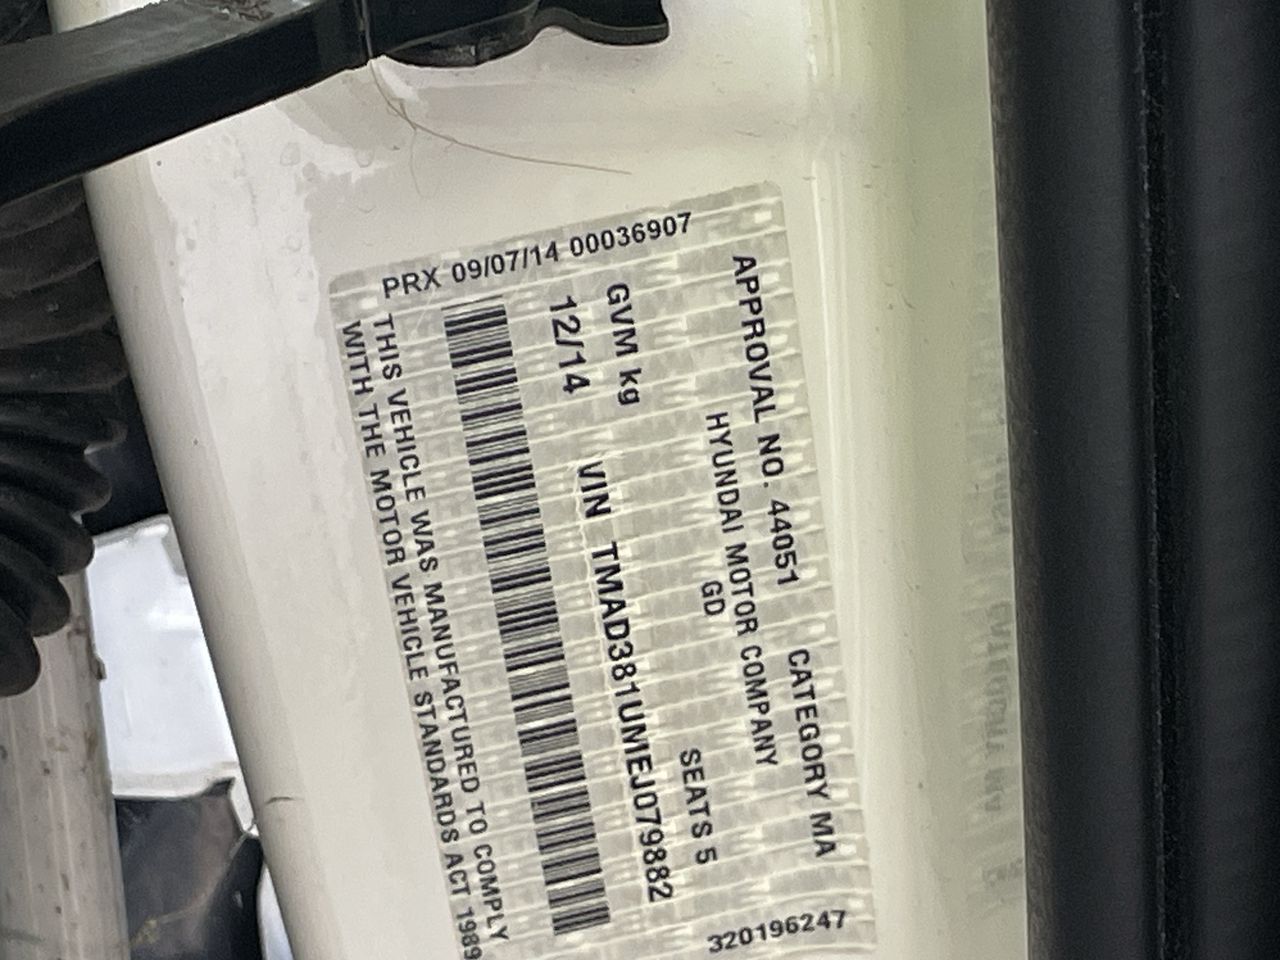 PRX 09/07/14 00036907
APPROVAL NO. 44051 CATEGORY MA
HYUNDAI MOTOR COMPANY
GD
GVM kg SEATS 5
12/14 VIN TMAD381UMEJ079882
THIS VEHICLE WAS MANUFACTURED TO COMPLY
WITH THE MOTOR VEHICLE STANDARDS ACT 1989
320196247